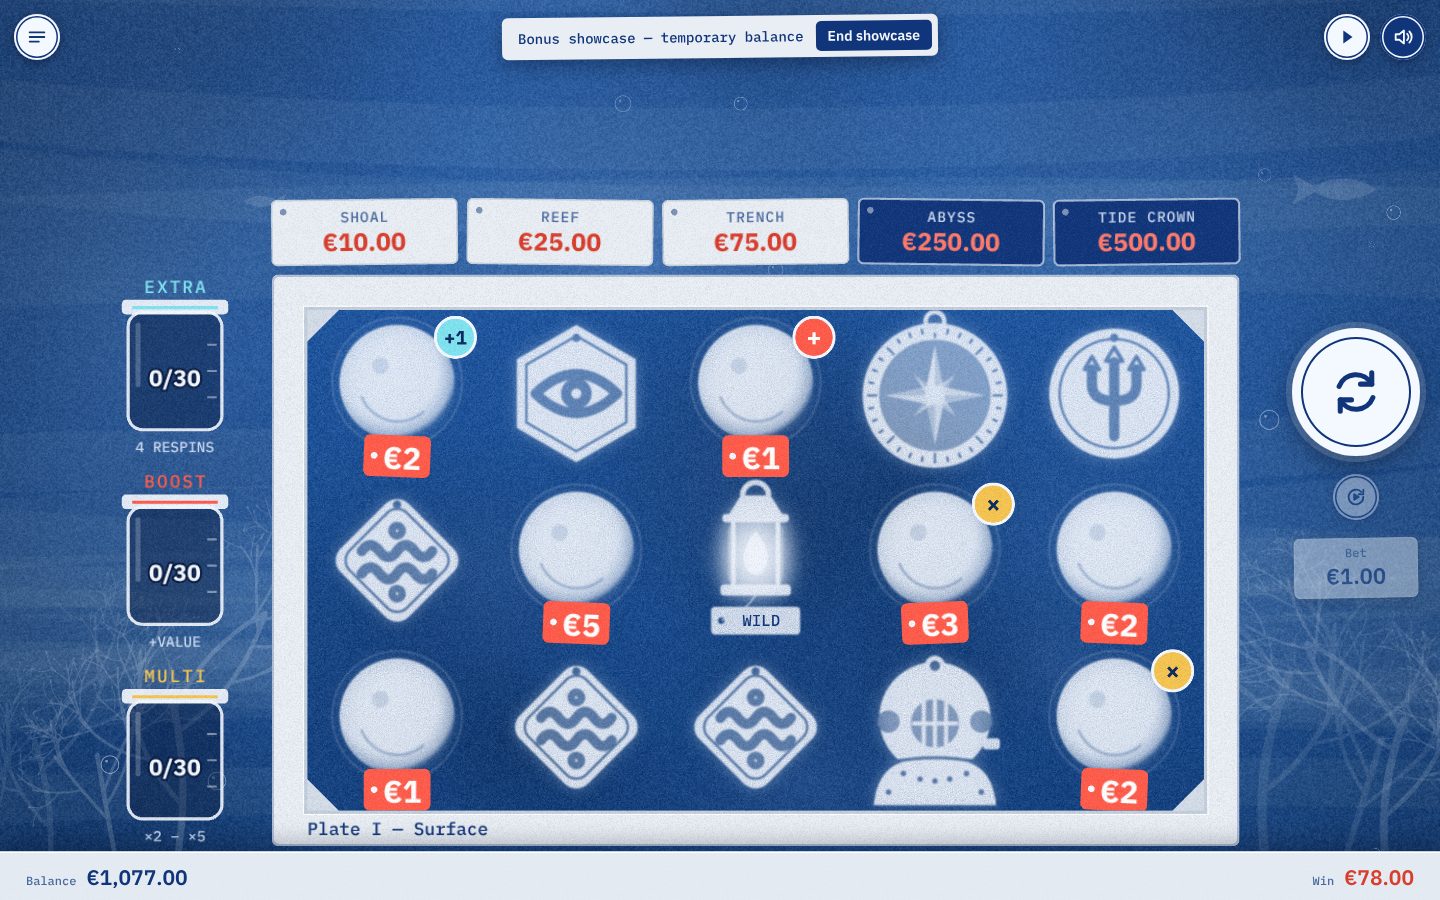 Bonus showcase — temporary balance
End showcase
SHOAL
€10.00
REEF
€25.00
TRENCH
€75.00
ABYSS
€250.00
TIDE CROWN
€500.00
EXTRA
0/30
4 RESPINS
BOOST
0/30
+VALUE
MULTI
0/30
×2 – ×5
+1
€2
+
€1
€5
WILD
×
€3
€2
€1
×
€2
Bet
€1.00
Plate I — Surface
Balance €1,077.00
Win €78.00